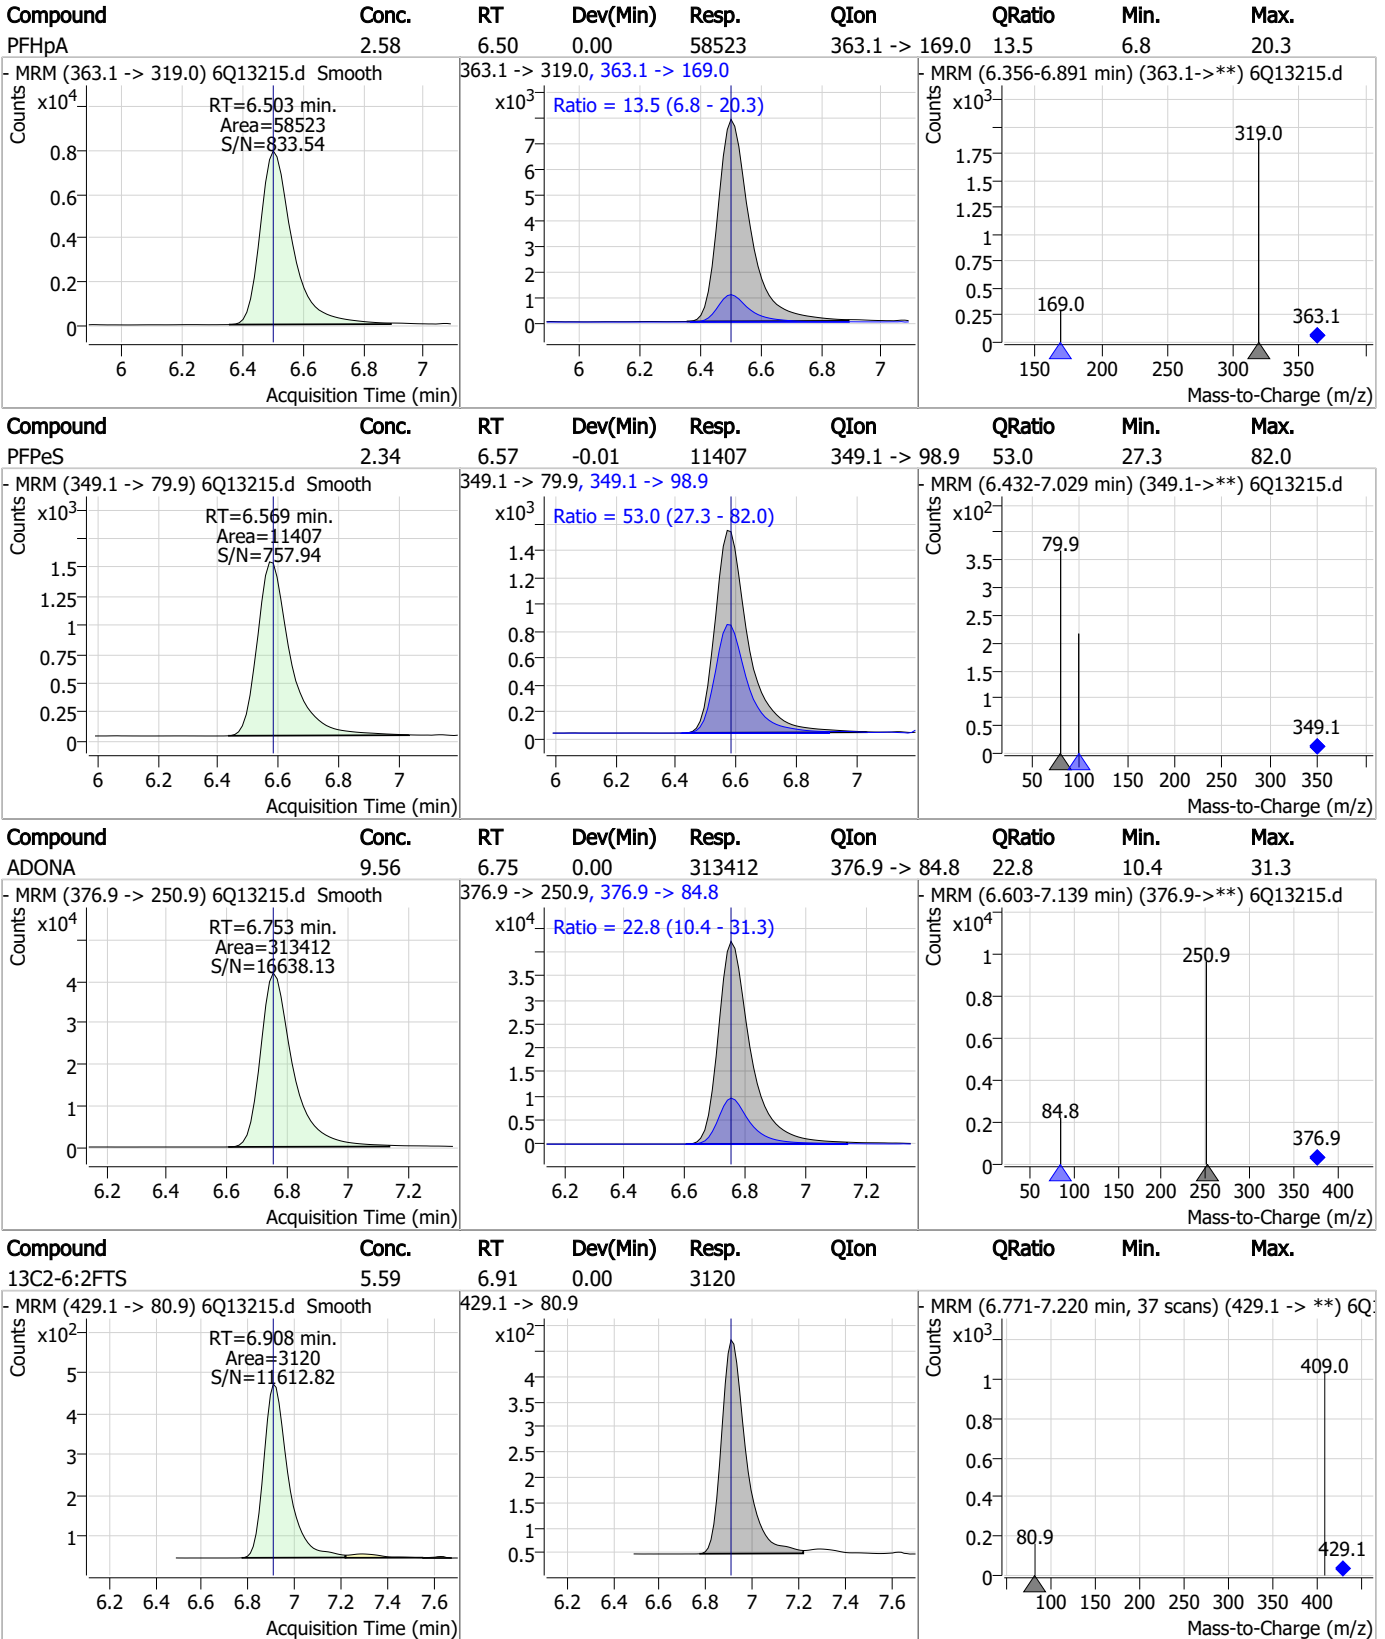 Compound Conc. RT Dev(Min) Resp. QIon QRatio Min. Max.
PFHpA 2.58 6.50 0.00 58523 363.1 -> 169.0 13.5 6.8 20.3
- MRM (363.1 -> 319.0) 6Q13215.d Smooth
Counts
x10^4
RT=6.503 min.
Area=58523
S/N=833.54
0.8
0.6
0.4
0.2
0
6 6.2 6.4 6.6 6.8 7
Acquisition Time (min)
363.1 -> 319.0, 363.1 -> 169.0
x10^3
Ratio = 13.5 (6.8 - 20.3)
7
6
5
4
3
2
1
0
6 6.2 6.4 6.6 6.8 7
- MRM (6.356-6.891 min) (363.1->**) 6Q13215.d
Counts
x10^3
319.0
1.75
1.5
1.25
1
0.75
0.5
169.0
0.25
363.1
0
150 200 250 300 350
Mass-to-Charge (m/z)
Compound Conc. RT Dev(Min) Resp. QIon QRatio Min. Max.
PFPeS 2.34 6.57 -0.01 11407 349.1 -> 98.9 53.0 27.3 82.0
- MRM (349.1 -> 79.9) 6Q13215.d Smooth
Counts
x10^3
RT=6.569 min.
Area=11407
S/N=757.94
1.5
1.25
1
0.75
0.5
0.25
0
6 6.2 6.4 6.6 6.8 7
Acquisition Time (min)
349.1 -> 79.9, 349.1 -> 98.9
x10^3
Ratio = 53.0 (27.3 - 82.0)
1.4
1.2
1
0.8
0.6
0.4
0.2
0
6 6.2 6.4 6.6 6.8 7
- MRM (6.432-7.029 min) (349.1->**) 6Q13215.d
Counts
x10^2
79.9
3.5
3
2.5
2
1.5
1
0.5
349.1
0
50 100 150 200 250 300 350
Mass-to-Charge (m/z)
Compound Conc. RT Dev(Min) Resp. QIon QRatio Min. Max.
ADONA 9.56 6.75 0.00 313412 376.9 -> 84.8 22.8 10.4 31.3
- MRM (376.9 -> 250.9) 6Q13215.d Smooth
Counts
x10^4
RT=6.753 min.
Area=313412
S/N=16638.13
4
3
2
1
0
6.2 6.4 6.6 6.8 7 7.2
Acquisition Time (min)
376.9 -> 250.9, 376.9 -> 84.8
x10^4
Ratio = 22.8 (10.4 - 31.3)
3.5
3
2.5
2
1.5
1
0.5
0
6.2 6.4 6.6 6.8 7 7.2
- MRM (6.603-7.139 min) (376.9->**) 6Q13215.d
Counts
x10^4
250.9
1
0.8
0.6
0.4
84.8
0.2
376.9
0
50 100 150 200 250 300 350 400
Mass-to-Charge (m/z)
Compound Conc. RT Dev(Min) Resp. QIon QRatio Min. Max.
13C2-6:2FTS 5.59 6.91 0.00 3120
- MRM (429.1 -> 80.9) 6Q13215.d Smooth
Counts
x10^2
RT=6.908 min.
Area=3120
S/N=11612.82
5
4
3
2
1
6.2 6.4 6.6 6.8 7 7.2 7.4 7.6
Acquisition Time (min)
429.1 -> 80.9
x10^2
4
3.5
3
2.5
2
1.5
1
0.5
6.2 6.4 6.6 6.8 7 7.2 7.4 7.6
- MRM (6.771-7.220 min, 37 scans) (429.1 -> **) 6Q1
Counts
x10^3
409.0
1
0.8
0.6
0.4
0.2
80.9
429.1
0
100 150 200 250 300 350 400
Mass-to-Charge (m/z)